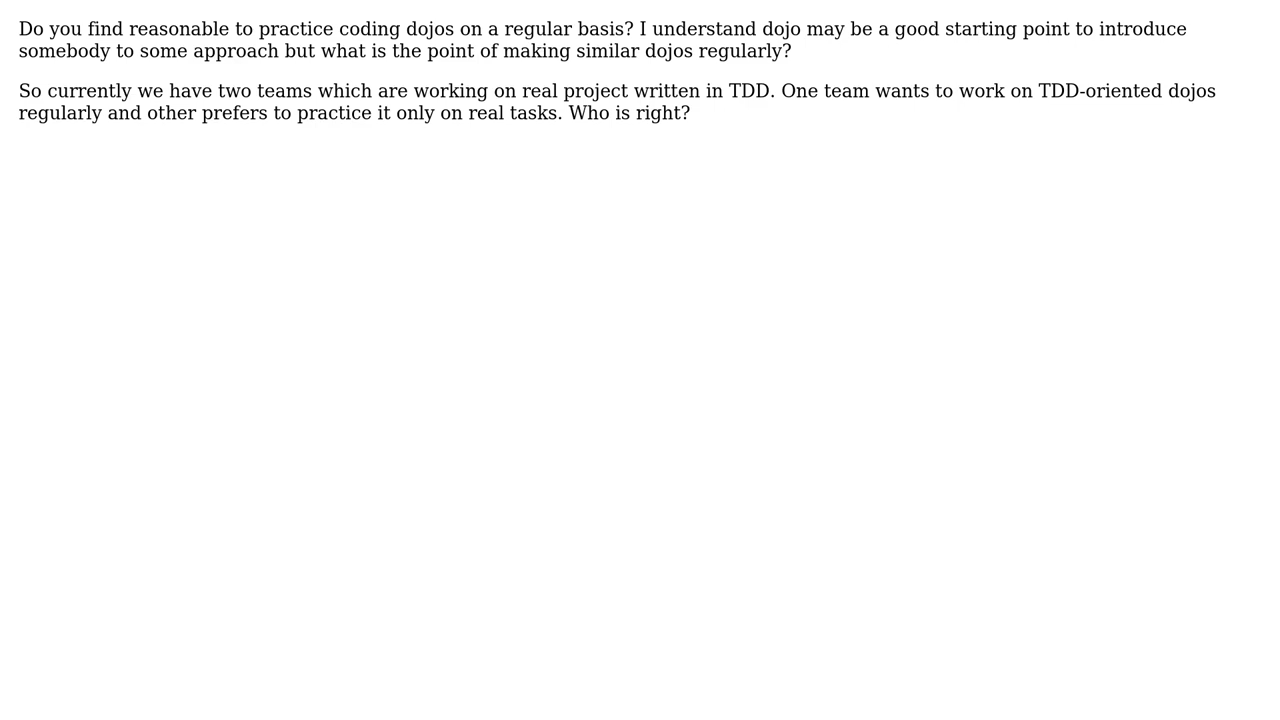 Do you find reasonable to practice coding dojos on a regular basis? I understand dojo may be a good starting point to introduce
somebody to some approach but what is the point of making similar dojos regularly?
So currently we have two teams which are working on real project written in TDD. One team wants to work on TDD-oriented dojos
regularly and other prefers to practice it only on real tasks. Who is right?